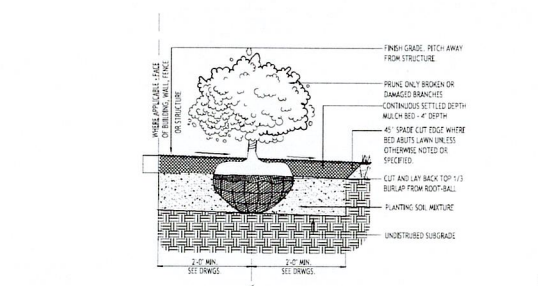 WHERE APPLICABLE - FACE
OF BUILDING, WALL, FENCE,
OR STRUCTURE
FINISH GRADE. PITCH AWAY
FROM STRUCTURE
PRUNE ONLY BROKEN OR
DAMAGED BRANCHES
CONTINUOUS SETTLED DEPTH
MULCH BED - 4" DEPTH
45° SPADE CUT EDGE WHERE
BED ABUTS LAWN UNLESS
OTHERWISE NOTED OR
SPECIFIED.
CUT AND LAY BACK TOP 1/3
BURLAP FROM ROOT-BALL
PLANTING SOIL MIXTURE
UNDISTRUBED SUBGRADE
2'-0" MIN.
SEE DRWGS.
2'-0" MIN.
SEE DRWGS.